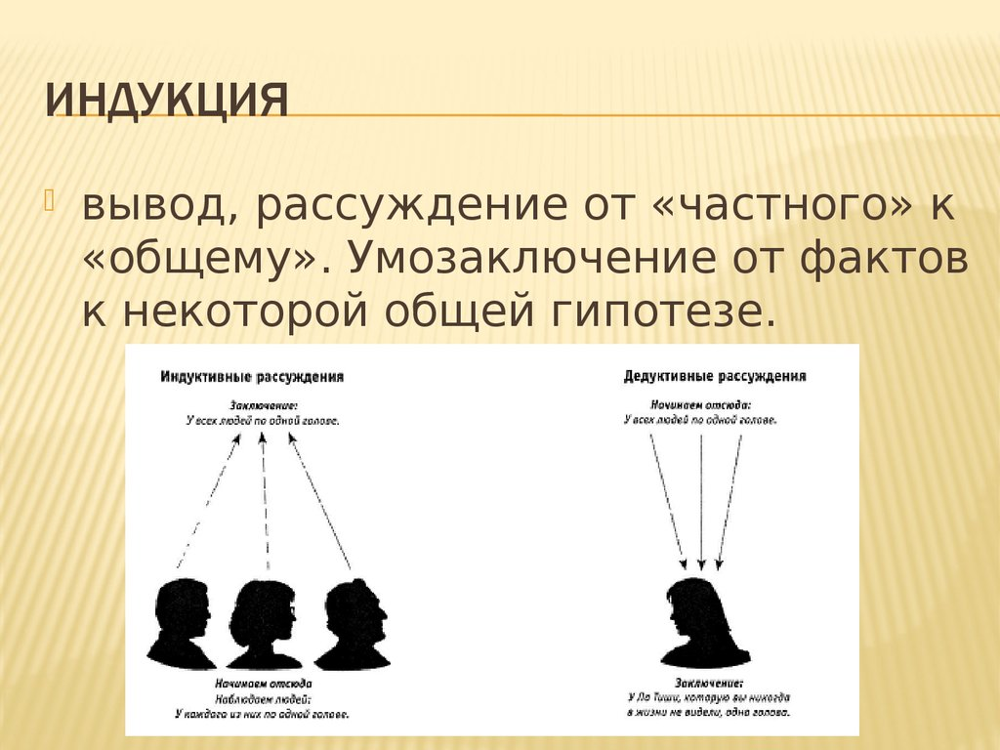 ИНДУКЦИЯ
вывод, рассуждение от «частного» к
«общему». Умозаключение от фактов
к некоторой общей гипотезе.
Индуктивные рассуждения
Заключение:
У всех людей по одной голове.
Начинаем отсюда
Наблюдаем людей:
У каждого из них по одной голове.
Дедуктивные рассуждения
Начинаем отсюда:
У всех людей по одной голове.
Заключение:
У Ла Тиши, которую вы никогда
в жизни не видели, одна голова.